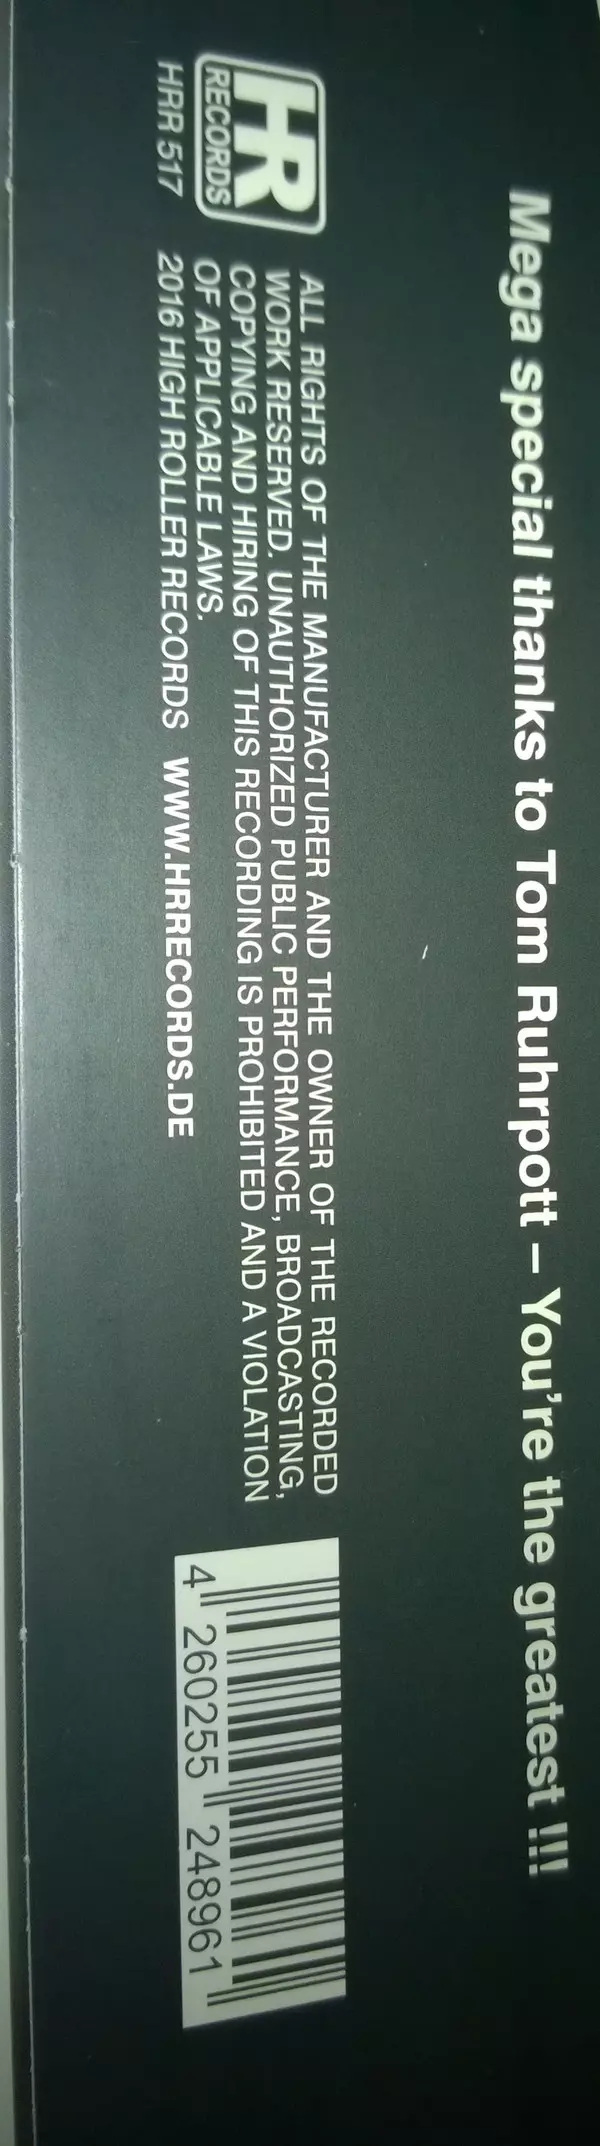 Mega special thanks to Tom Ruhrpott – You're the greatest !!!
HR
RECORDS
HRR 517
ALL RIGHTS OF THE MANUFACTURER AND THE OWNER OF THE RECORDED
WORK RESERVED. UNAUTHORIZED PUBLIC PERFORMANCE, BROADCASTING,
COPYING AND HIRING OF THIS RECORDING IS PROHIBITED AND A VIOLATION
OF APPLICABLE LAWS.
2016 HIGH ROLLER RECORDS WWW.HRRECORDS.DE
4 260255 248961